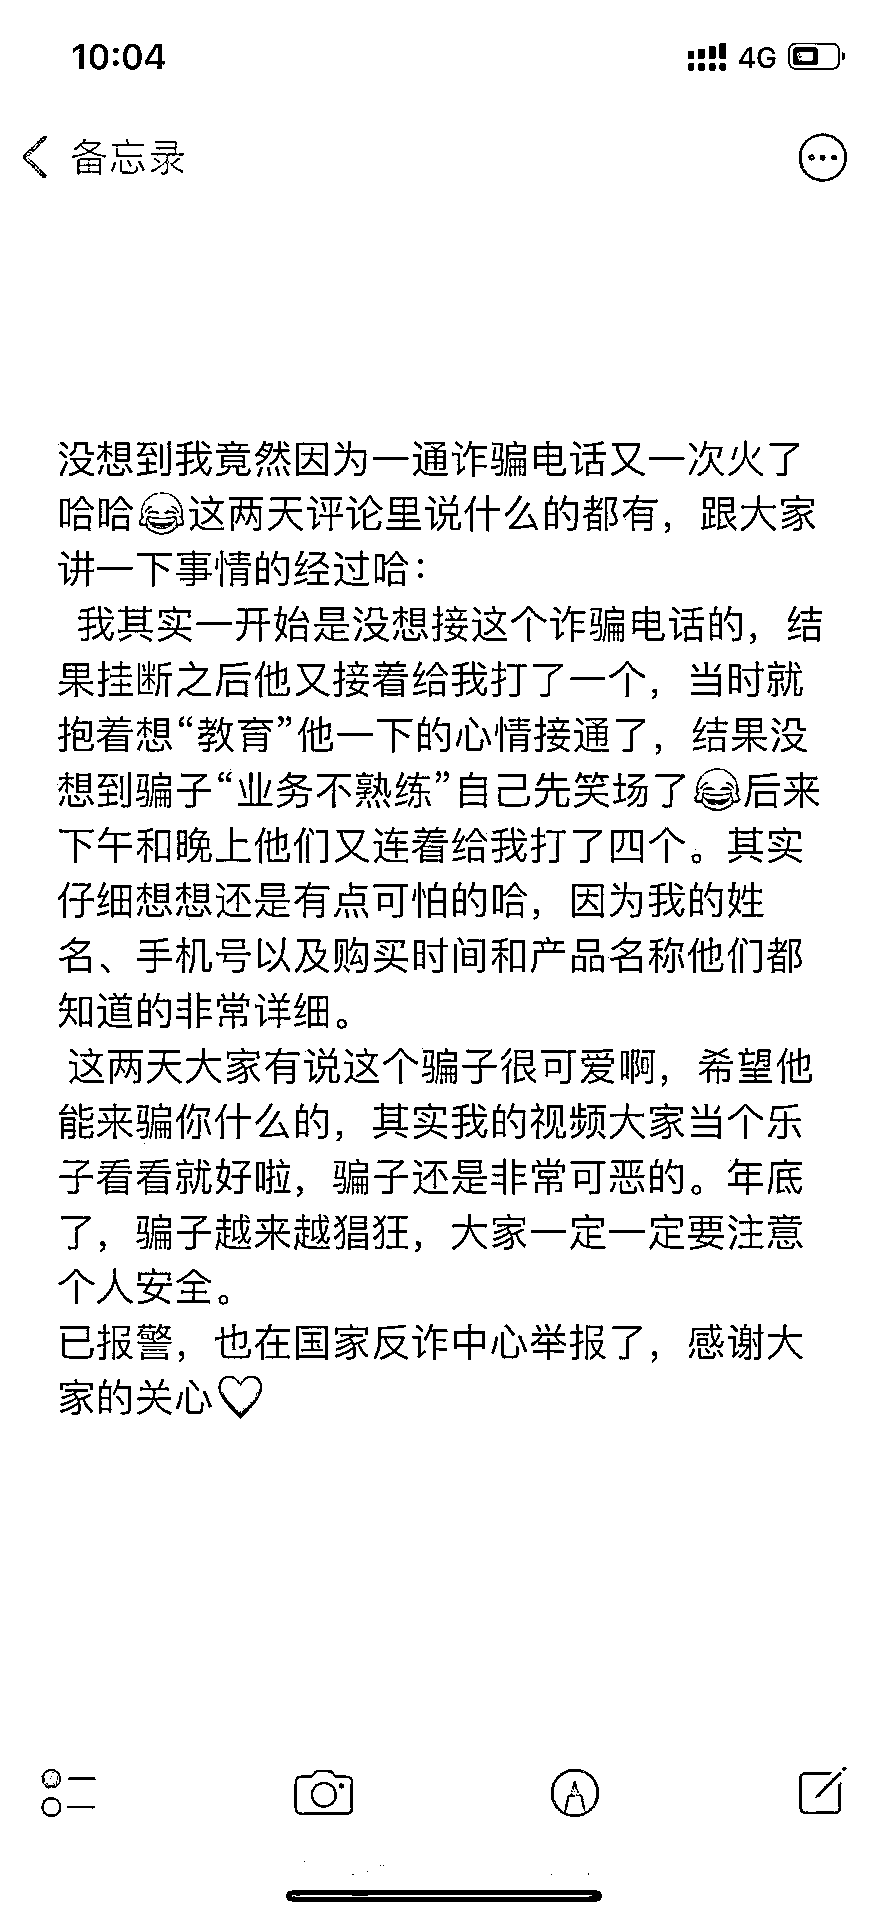 10:04 4G
备忘录
没想到我竟然因为一通诈骗电话又一次火了
哈哈😂这两天评论里说什么的都有，跟大家
讲一下事情的经过哈：
我其实一开始是没想接这个诈骗电话的，结
果挂断之后他又接着给我打了一个，当时就
抱着想“教育”他一下的心情接通了，结果没
想到骗子“业务不熟练”自己先笑场了😂后来
下午和晚上他们又连着给我打了四个。其实
仔细想想还是有点可怕的哈，因为我的姓
名、手机号以及购买时间和产品名称他们都
知道的非常详细。
这两天大家有说这个骗子很可爱啊，希望他
能来骗你什么的，其实我的视频大家当个乐
子看看就好啦，骗子还是非常可恶的。年底
了，骗子越来越猖狂，大家一定一定要注意
个人安全。
已报警，也在国家反诈中心举报了，感谢大
家的关心♡